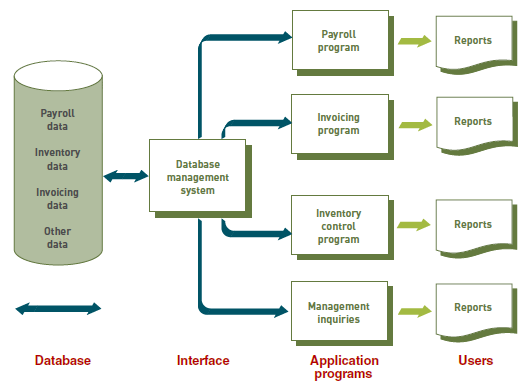 Payroll
data
Inventory
data
Invoicing
data
Other
data
Database
management
system
Payroll
program
Reports
Invoicing
program
Reports
Inventory
control
program
Reports
Management
inquiries
Reports
Database
Interface
Application
programs
Users